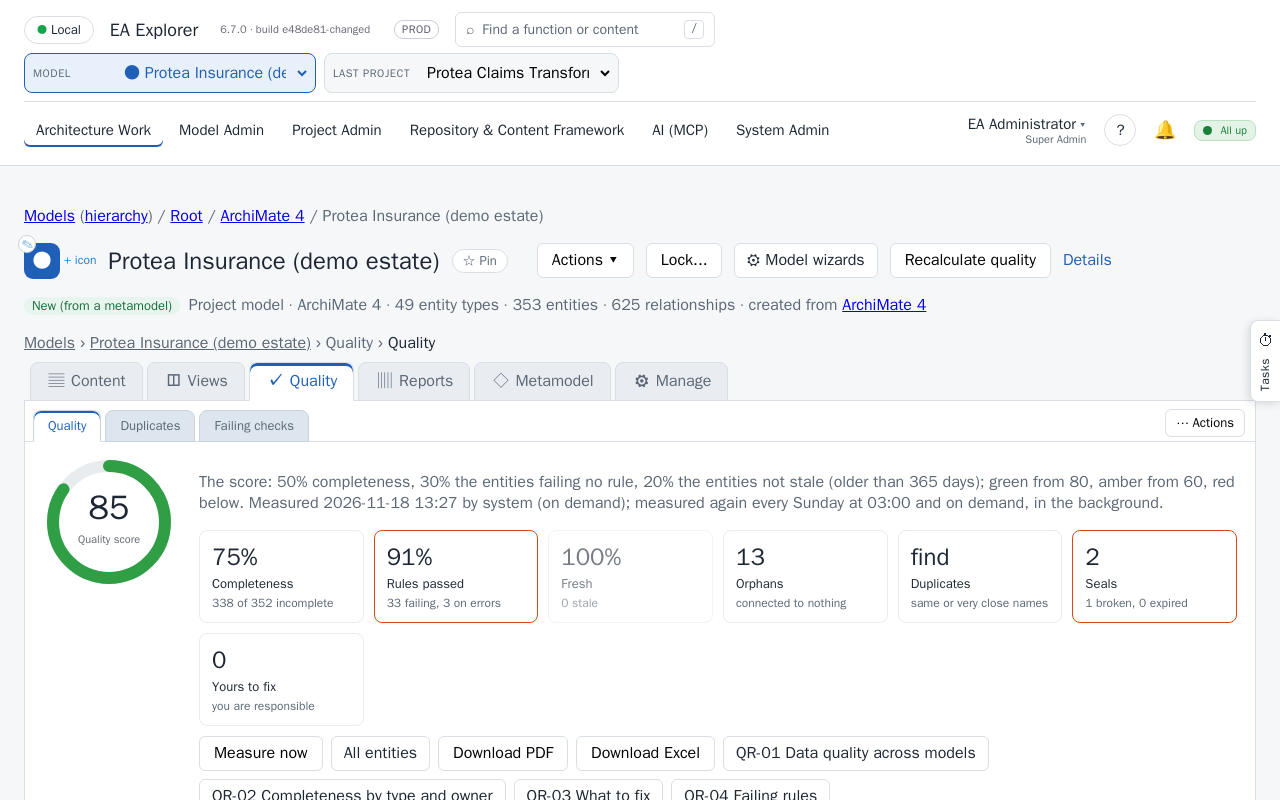 Local
EA Explorer
6.7.0 · build e48de81-changed
PROD
Find a function or content
/
MODEL
Protea Insurance (de
LAST PROJECT
Protea Claims Transfor
Architecture Work
Model Admin
Project Admin
Repository & Content Framework
AI (MCP)
System Admin
EA Administrator
Super Admin
?
All up
Models (hierarchy) / Root / ArchiMate 4 / Protea Insurance (demo estate)
+ icon
Protea Insurance (demo estate)
☆ Pin
Actions ▾
Lock...
⚙ Model wizards
Recalculate quality
Details
New (from a metamodel)
Project model · ArchiMate 4 · 49 entity types · 353 entities · 625 relationships · created from ArchiMate 4
Models › Protea Insurance (demo estate) › Quality › Quality
Tasks
Content
Views
✓ Quality
Reports
Metamodel
Manage
Quality
Duplicates
Failing checks
··· Actions
85
Quality score
The score: 50% completeness, 30% the entities failing no rule, 20% the entities not stale (older than 365 days); green from 80, amber from 60, red
below. Measured 2026-11-18 13:27 by system (on demand); measured again every Sunday at 03:00 and on demand, in the background.
75%
Completeness
338 of 352 incomplete
91%
Rules passed
33 failing, 3 on errors
100%
Fresh
0 stale
13
Orphans
connected to nothing
find
Duplicates
same or very close names
2
Seals
1 broken, 0 expired
0
Yours to fix
you are responsible
Measure now
All entities
Download PDF
Download Excel
QR-01 Data quality across models
QR-02 Completeness by type and owner
QR-03 What to fix
QR-04 Failing rules